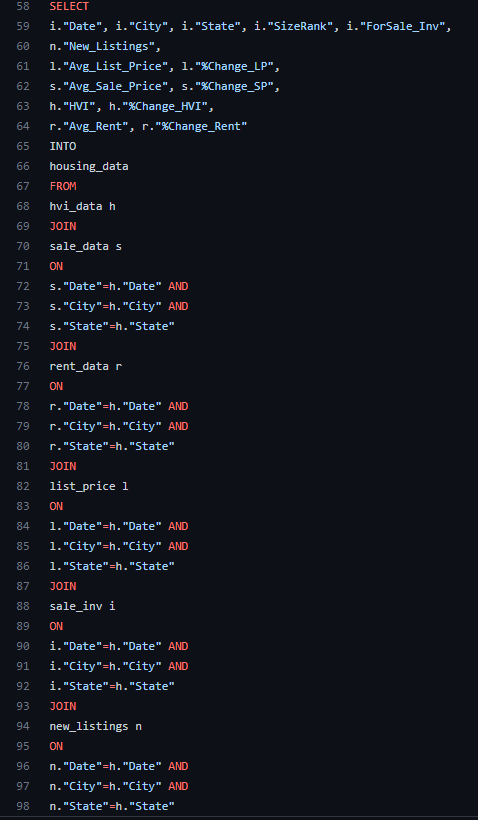 58 SELECT
59 i."Date", i."City", i."State", i."SizeRank", i."ForSale_Inv",
60 n."New_Listings",
61 l."Avg_List_Price", l."%Change_LP",
62 s."Avg_Sale_Price", s."%Change_SP",
63 h."HVI", h."%Change_HVI",
64 r."Avg_Rent", r."%Change_Rent"
65 INTO
66 housing_data
67 FROM
68 hvi_data h
69 JOIN
70 sale_data s
71 ON
72 s."Date"=h."Date" AND
73 s."City"=h."City" AND
74 s."State"=h."State"
75 JOIN
76 rent_data r
77 ON
78 r."Date"=h."Date" AND
79 r."City"=h."City" AND
80 r."State"=h."State"
81 JOIN
82 list_price l
83 ON
84 l."Date"=h."Date" AND
85 l."City"=h."City" AND
86 l."State"=h."State"
87 JOIN
88 sale_inv i
89 ON
90 i."Date"=h."Date" AND
91 i."City"=h."City" AND
92 i."State"=h."State"
93 JOIN
94 new_listings n
95 ON
96 n."Date"=h."Date" AND
97 n."City"=h."City" AND
98 n."State"=h."State"